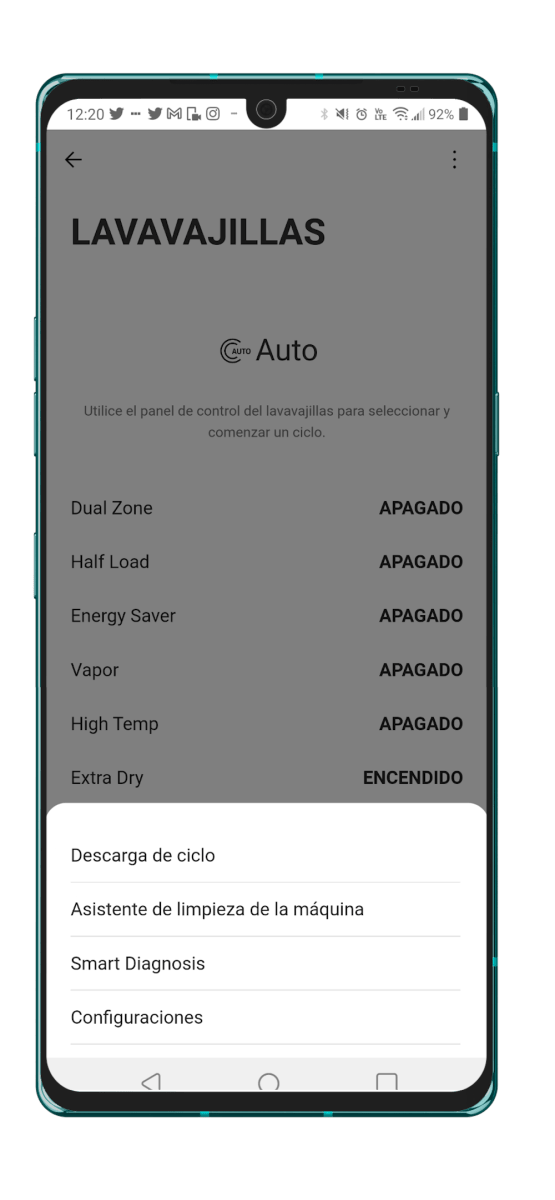 12:20 92%
Vo
LTE
LAVAVAJILLAS
AUTO Auto
Utilice el panel de control del lavavajillas para seleccionar y
comenzar un ciclo.
Dual Zone APAGADO
Half Load APAGADO
Energy Saver APAGADO
Vapor APAGADO
High Temp APAGADO
Extra Dry ENCENDIDO
Descarga de ciclo
Asistente de limpieza de la máquina
Smart Diagnosis
Configuraciones